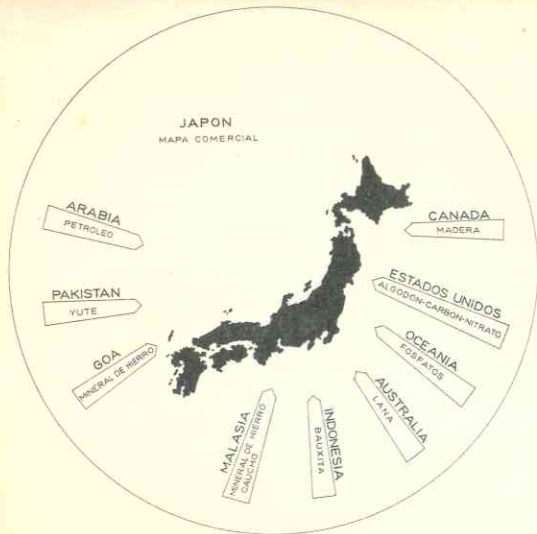 JAPON
MAPA COMERCIAL
ARABIA
PETROLEO
PAKISTAN
YUTE
GOA
MINERAL DE HIERRO
MALASIA
MINERAL DE HIERRO
CAUCHO
INDONESIA
BAUXITA
AUSTRALIA
LANA
OCEANIA
FOSFATOS
ESTADOS UNIDOS
ALGODON-CARBON-NITRATO
CANADA
MADERA